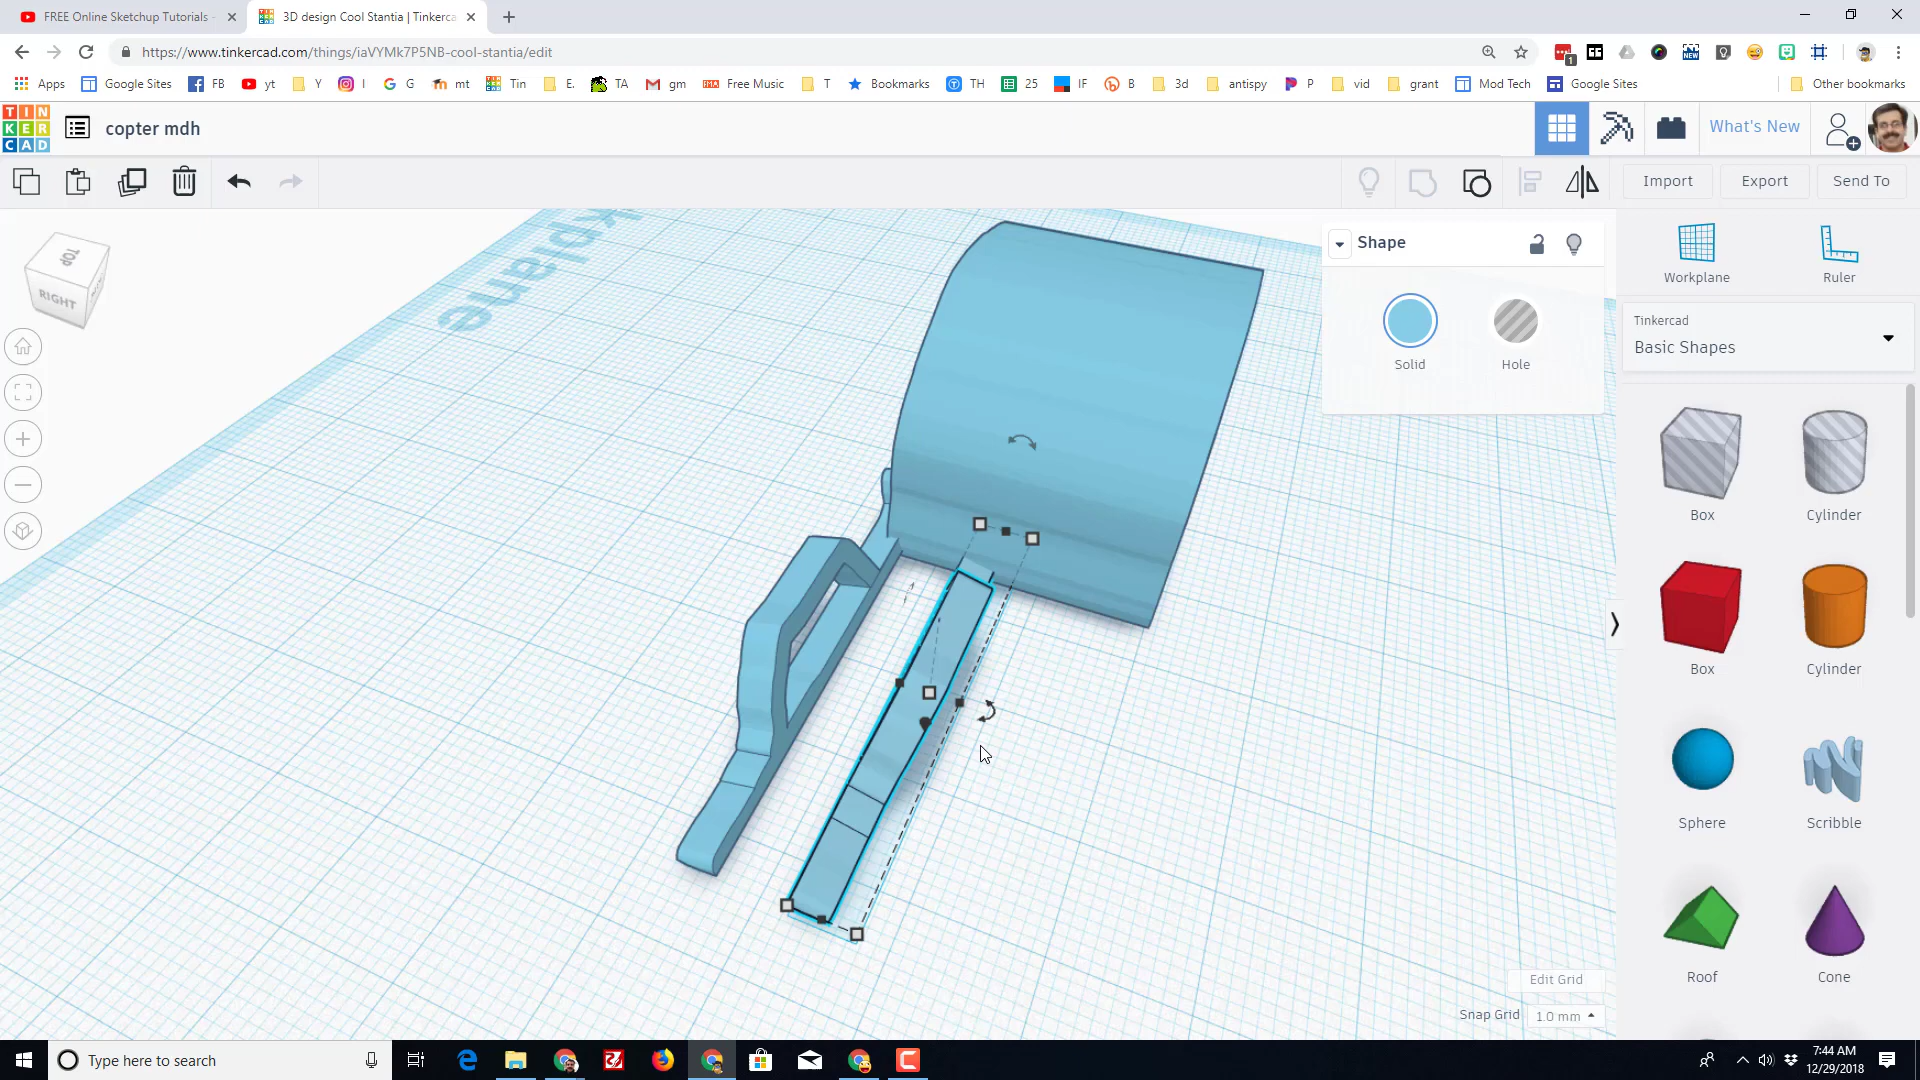 FREE Online Sketchup Tutorials
3D design Cool Stantia | Tinkerca
https://www.tinkercad.com/things/iaVYMk7P5NB-cool-stantia/edit
1
Apps Google Sites FB yt Y I G mt Tin E. TA gm Free Music T Bookmarks TH 25 IF B 3d antispy P vid grant Mod Tech Google Sites Other bookmarks
TIN
KER
CAD
copter mdh
What's New
Import Export Send To
kplane
TOP
RIGHT
Shape
Solid Hole
Workplane Ruler
Tinkercad
Basic Shapes
Box Cylinder
Box Cylinder
Sphere Scribble
Roof Cone
Edit Grid
Snap Grid 1.0 mm
Type here to search
7:44 AM
12/29/2018